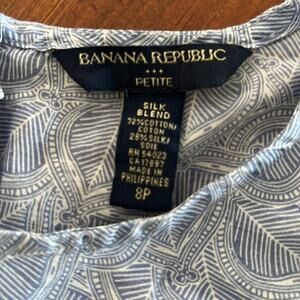 BANANA REPUBLIC
PETITE
SILK
BLEND
72%COTTON/
COTON
28%SILK/
SOIE
RN 54023
CA 17897
MADE IN
PHILIPPINES
8P